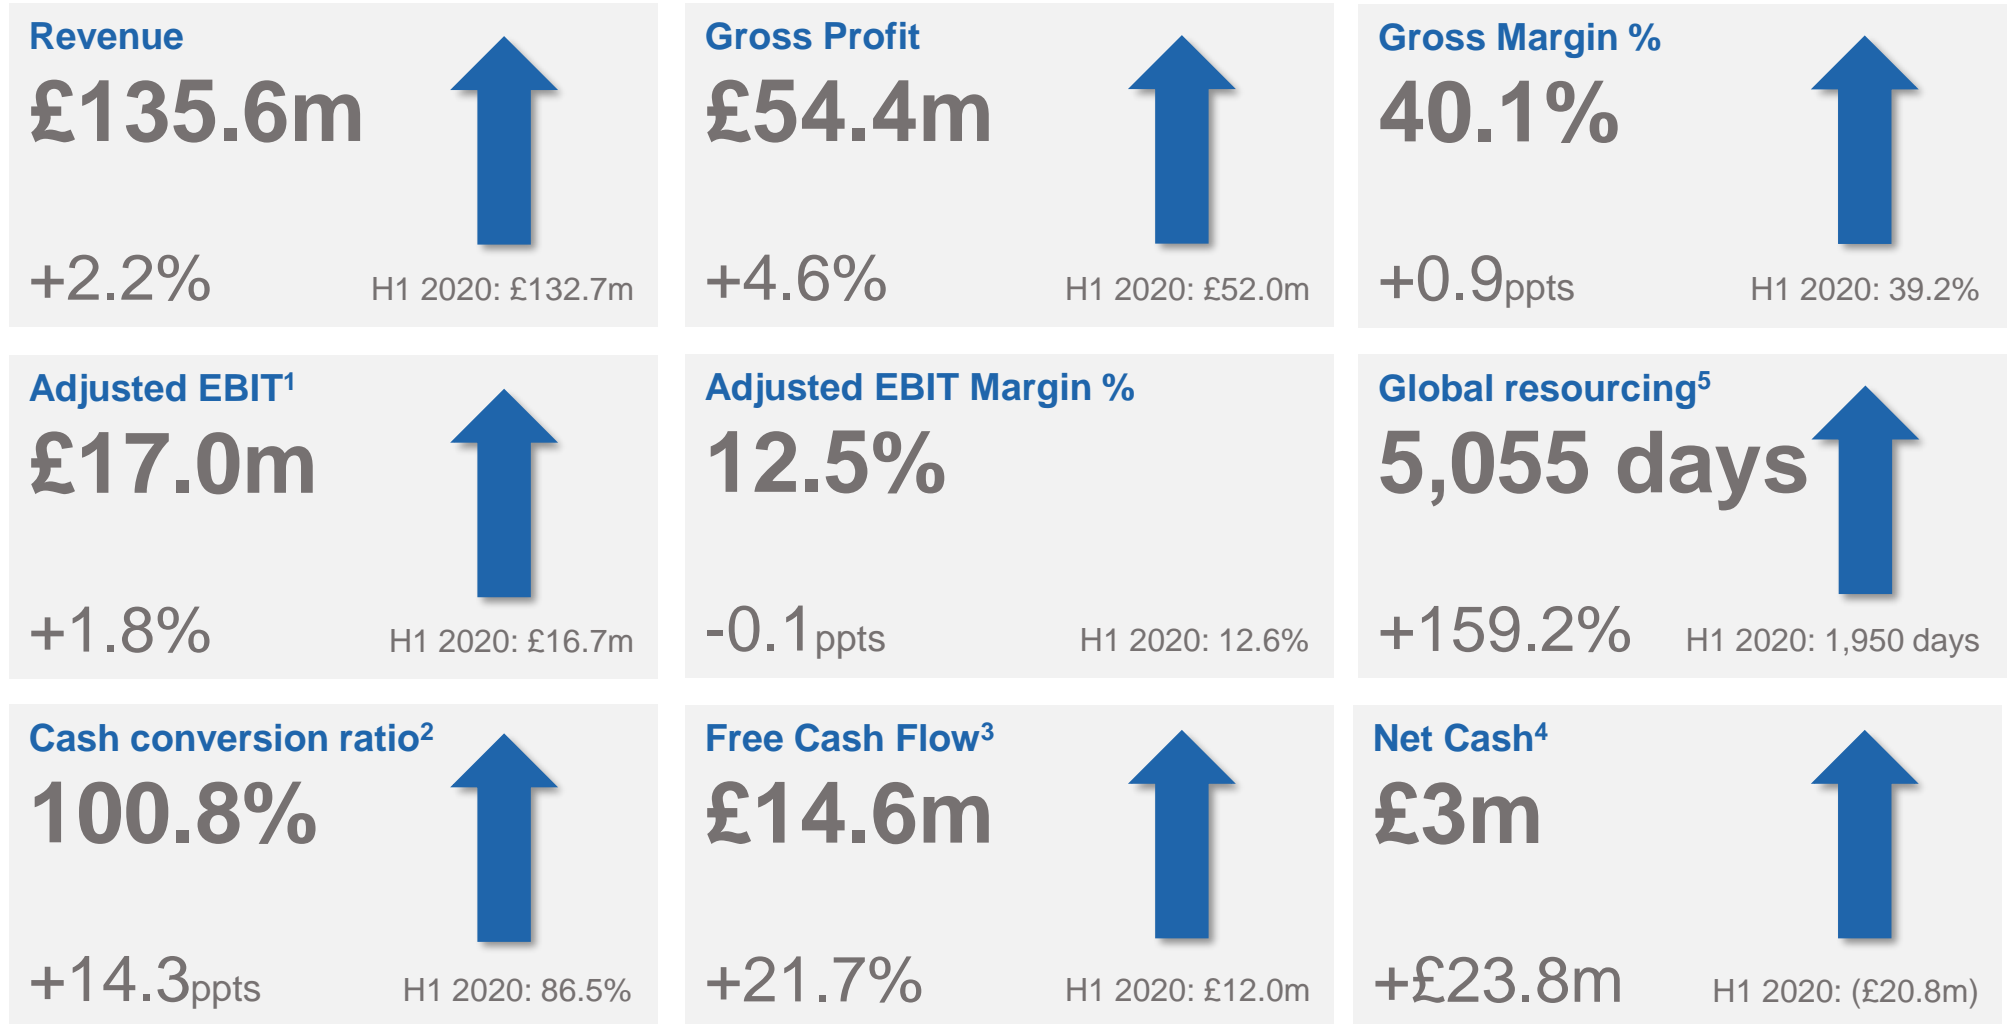 Revenue
£135.6m
+2.2%
H1 2020: £132.7m
Gross Profit
£54.4m
+4.6%
H1 2020: £52.0m
Gross Margin %
40.1%
+0.9ppts
H1 2020: 39.2%
Adjusted EBIT¹
£17.0m
+1.8%
H1 2020: £16.7m
Adjusted EBIT Margin %
12.5%
-0.1ppts
H1 2020: 12.6%
Global resourcing⁵
5,055 days
+159.2%
H1 2020: 1,950 days
Cash conversion ratio²
100.8%
+14.3ppts
H1 2020: 86.5%
Free Cash Flow³
£14.6m
+21.7%
H1 2020: £12.0m
Net Cash⁴
£3m
+£23.8m
H1 2020: (£20.8m)